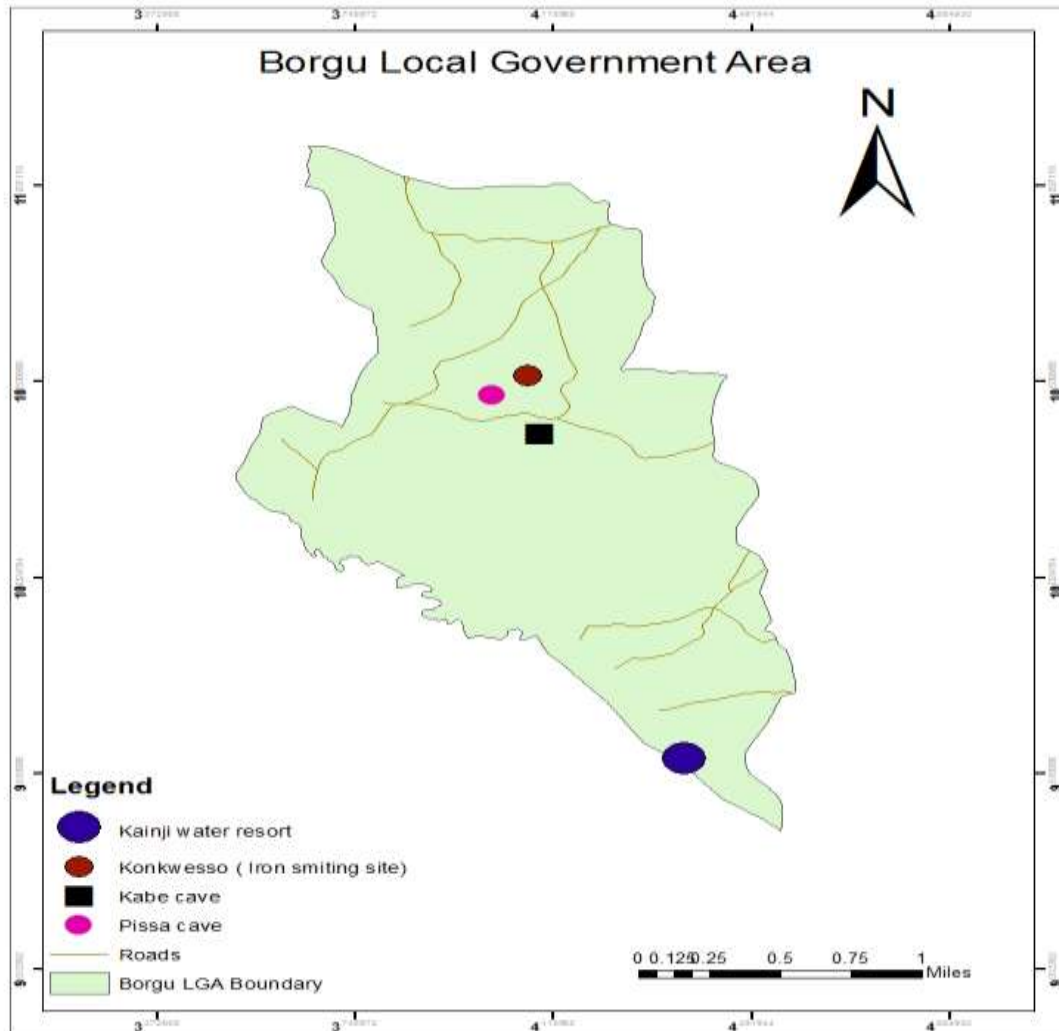 Borgu Local Government Area
N
Legend
Kainji water resort
Konkwesso ( Iron smiting site)
Kabe cave
Pissa cave
Roads
Borgu LGA Boundary
0 0.125 0.25 0.5 0.75 1
Miles